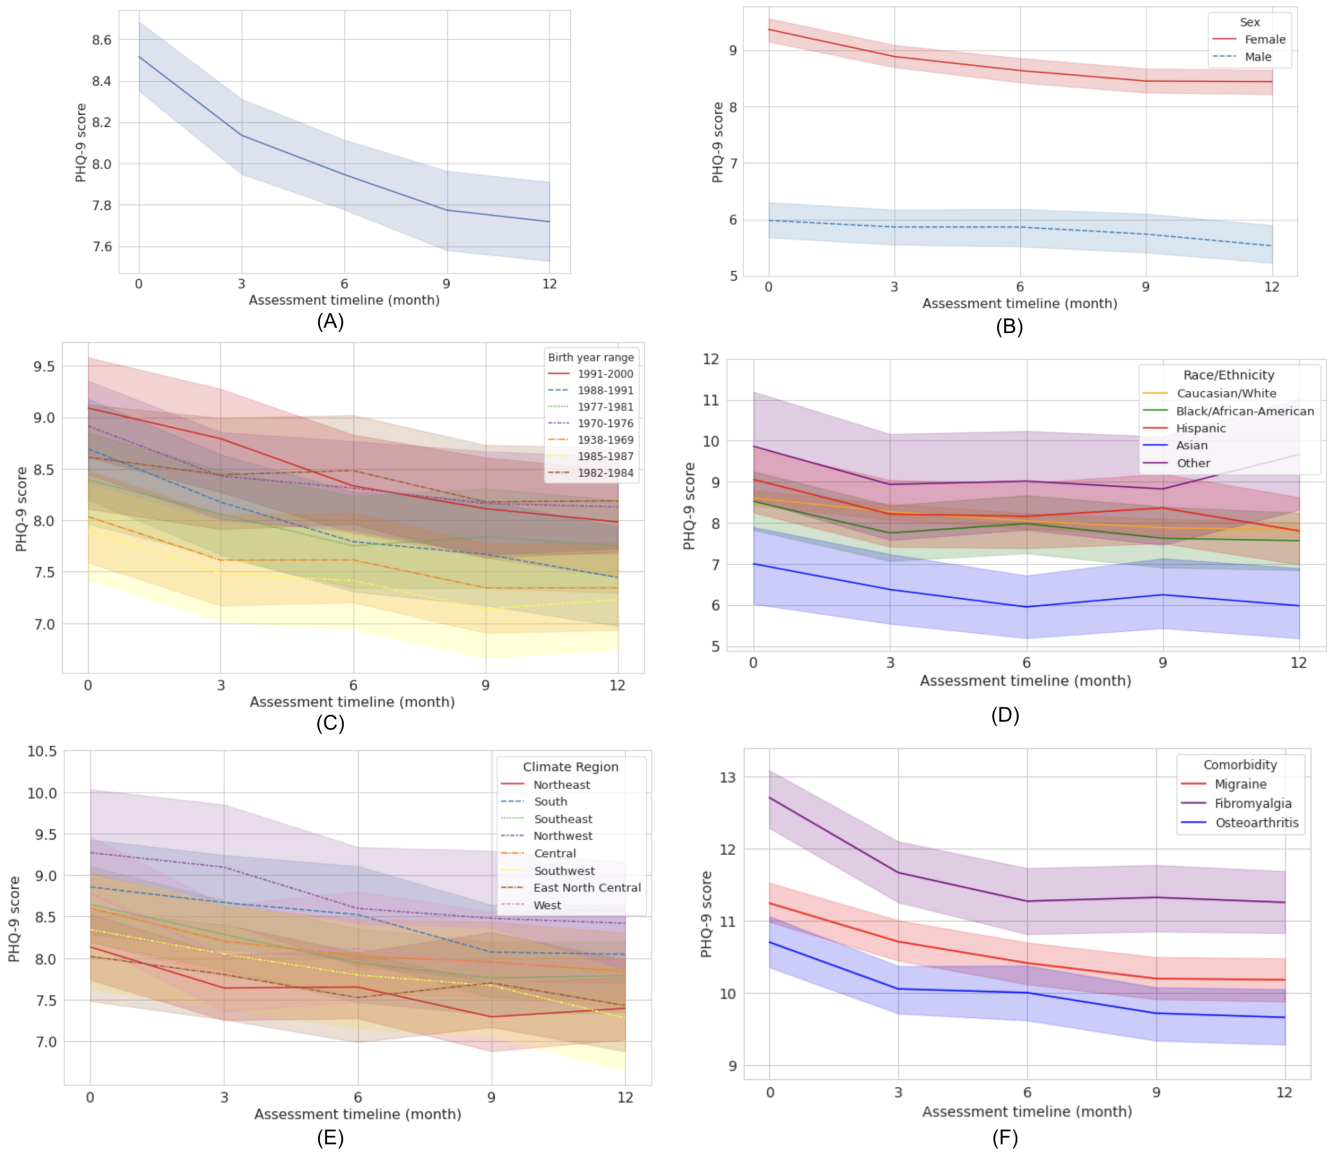 8.6
8.4
8.2
8.0
7.8
7.6
PHQ-9 score
0 3 6 9 12
Assessment timeline (month)
(A)
9
8
7
6
5
PHQ-9 score
Sex
Female
Male
0 3 6 9 12
Assessment timeline (month)
(B)
9.5
9.0
8.5
8.0
7.5
7.0
PHQ-9 score
Birth year range
1991-2000
1988-1991
1977-1981
1970-1976
1938-1969
1985-1987
1982-1984
0 3 6 9 12
Assessment timeline (month)
(C)
12
11
10
9
8
7
6
5
PHQ-9 score
Race/Ethnicity
Caucasian/White
Black/African-American
Hispanic
Asian
Other
0 3 6 9 12
Assessment timeline (month)
(D)
10.5
10.0
9.5
9.0
8.5
8.0
7.5
7.0
PHQ-9 score
Climate Region
Northeast
South
Southeast
Northwest
Central
Southwest
East North Central
West
0 3 6 9 12
Assessment timeline (month)
(E)
13
12
11
10
9
PHQ-9 score
Comorbidity
Migraine
Fibromyalgia
Osteoarthritis
0 3 6 9 12
Assessment timeline (month)
(F)